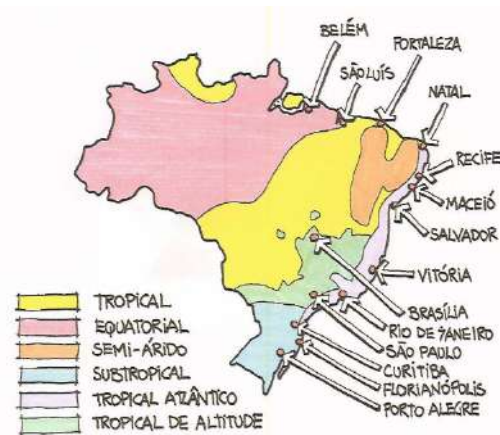 BELÉM
FORTALEZA
SÃO LUÍS
NATAL
RECIFE
MACEIÓ
SALVADOR
VITÓRIA
BRASÍLIA
RIO DE JANEIRO
SÃO PAULO
CURITIBA
FLORIANÓPOLIS
PORTO ALEGRE
TROPICAL
EQUATORIAL
SEMI-ÁRIDO
SUBTROPICAL
TROPICAL ATLÂNTICO
TROPICAL DE ALTITUDE